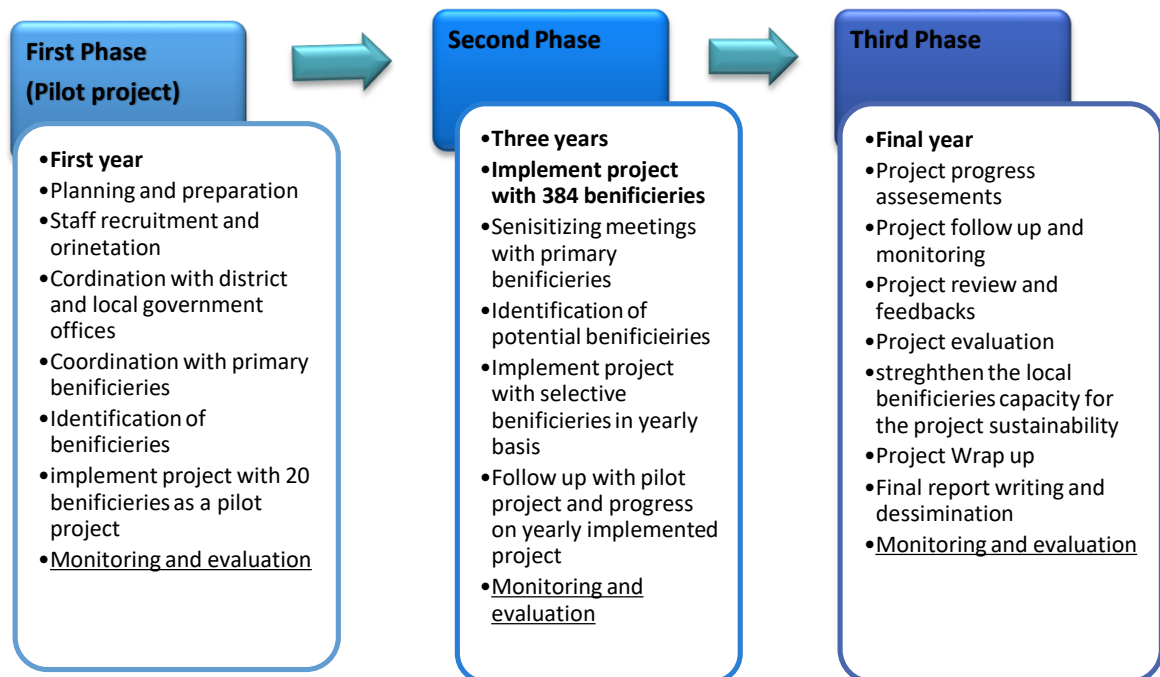 First Phase
(Pilot project)
•First year
•Planning and preparation
•Staff recruitment and
orinetation
•Cordination with district
and local government
offices
•Coordination with primary
benificieries
•Identification of
benificieries
•implement project with 20
benificieries as a pilot
project
•Monitoring and evaluation
Second Phase
•Three years
•Implement project
with 384 benificieries
•Senisitizing meetings
with primary
benificieries
•Identification of
potential benificieiries
•Implement project
with selective
benificieries in yearly
basis
•Follow up with pilot
project and progress
on yearly implemented
project
•Monitoring and
evaluation
Third Phase
•Final year
•Project progress
assesements
•Project follow up and
monitoring
•Project review and
feedbacks
•Project evaluation
•streghthen the local
benificieries capacity for
the project sustainability
•Project Wrap up
•Final report writing and
dessimination
•Monitoring and evaluation